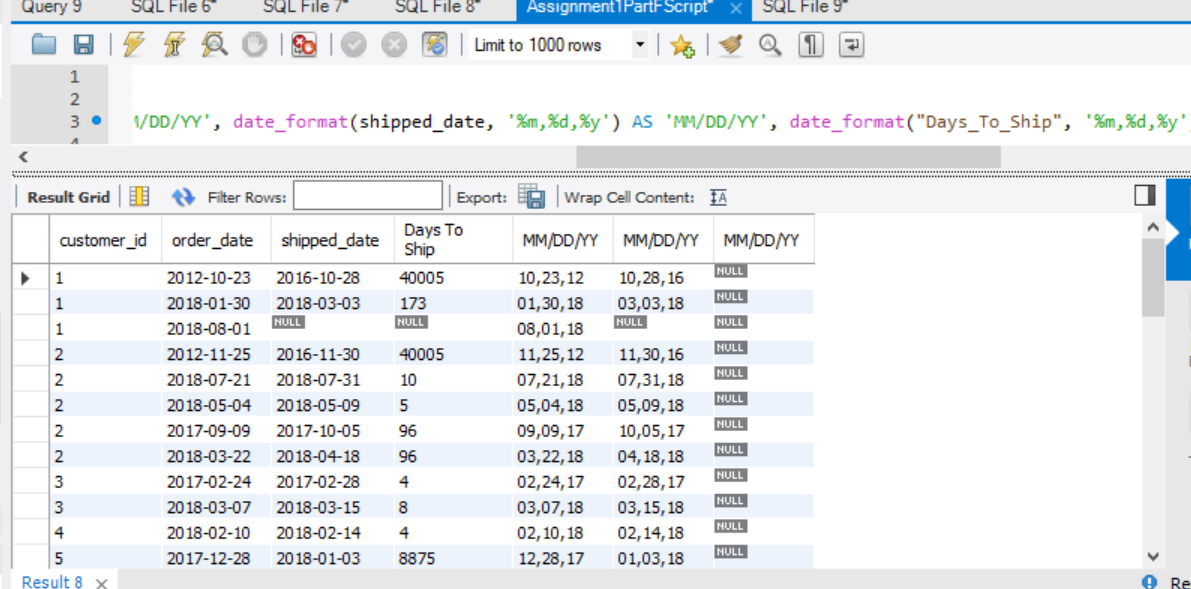 Query 9 SQL File 6* SQL File 7* SQL File 8* Assignment1PartFScript* × SQL File 9*
Limit to 1000 rows
1
2
3 /DD/YY', date_format(shipped_date, '%m,%d,%y') AS 'MM/DD/YY', date_format("Days_To_Ship", '%m,%d,%y'
4
Result Grid Filter Rows: Export: Wrap Cell Content: IA
customer_id order_date shipped_date Days To Ship MM/DD/YY MM/DD/YY MM/DD/YY
1 2012-10-23 2016-10-28 40005 10,23,12 10,28,16 NULL
1 2018-01-30 2018-03-03 173 01,30,18 03,03,18 NULL
1 2018-08-01 NULL NULL 08,01,18 NULL NULL
2 2012-11-25 2016-11-30 40005 11,25,12 11,30,16 NULL
2 2018-07-21 2018-07-31 10 07,21,18 07,31,18 NULL
2 2018-05-04 2018-05-09 5 05,04,18 05,09,18 NULL
2 2017-09-09 2017-10-05 96 09,09,17 10,05,17 NULL
2 2018-03-22 2018-04-18 96 03,22,18 04,18,18 NULL
3 2017-02-24 2017-02-28 4 02,24,17 02,28,17 NULL
3 2018-03-07 2018-03-15 8 03,07,18 03,15,18 NULL
4 2018-02-10 2018-02-14 4 02,10,18 02,14,18 NULL
5 2017-12-28 2018-01-03 8875 12,28,17 01,03,18 NULL
Result 8 × Re